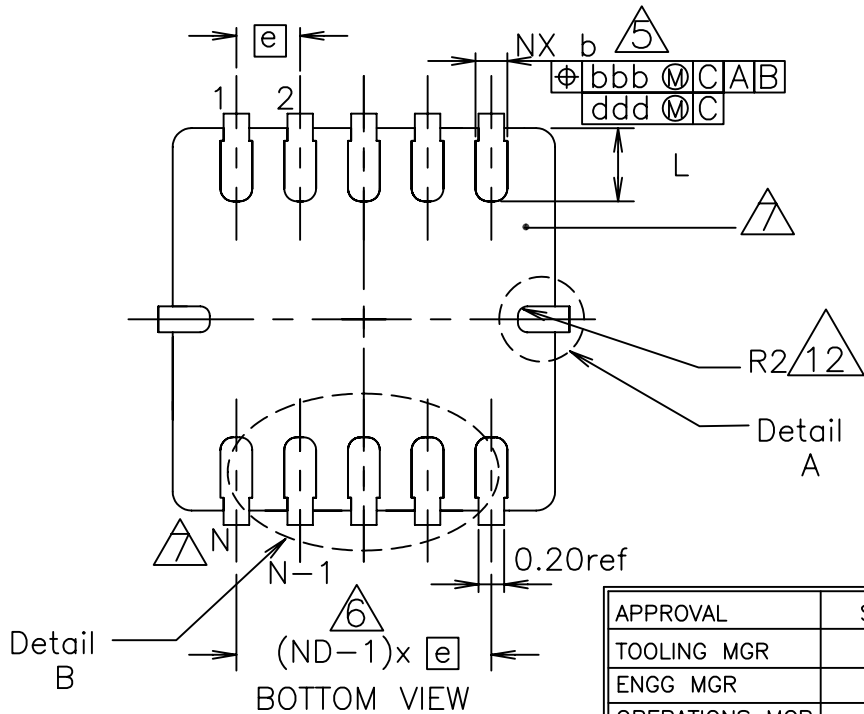 e
NX b 5
⌖ bbb Ⓜ C A B
ddd Ⓜ C
1 2
L
7
R2 12
Detail
A
7 N
N-1
0.20ref
6
Detail
B
(ND-1)x e
BOTTOM VIEW
APPROVAL
TOOLING MGR
ENGG MGR